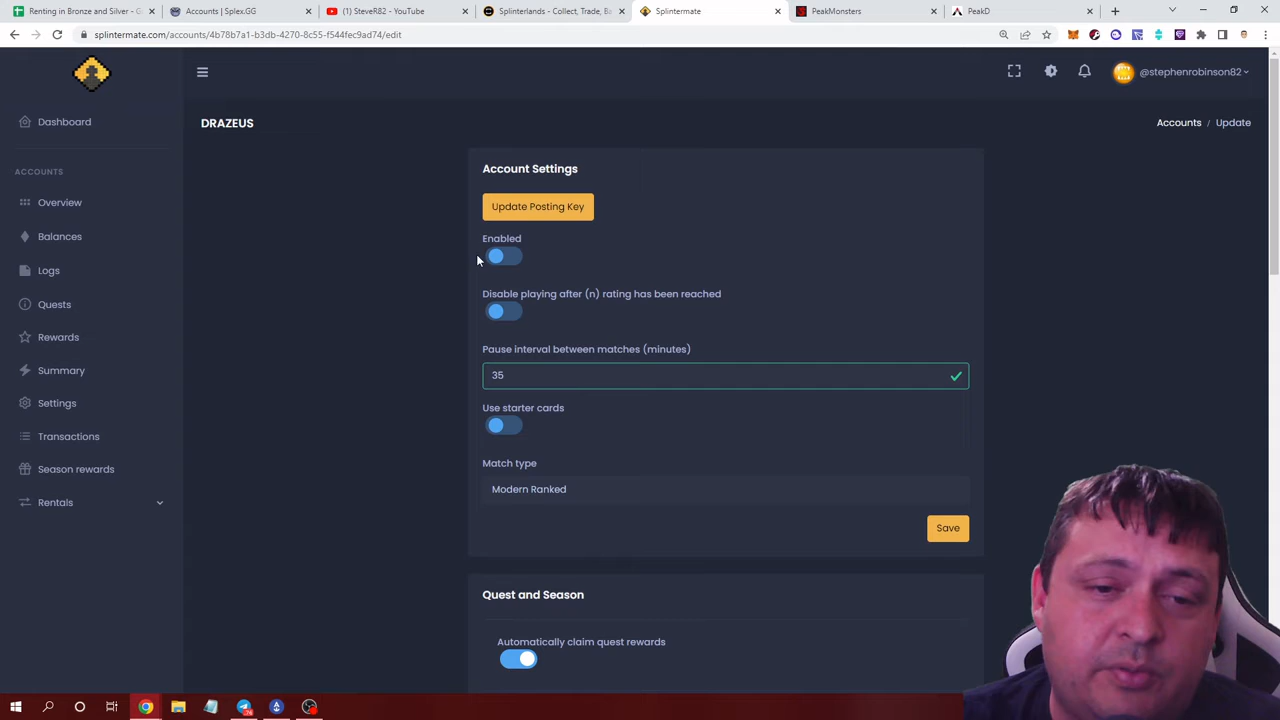 Renting in Bronze and Silver - G
Accounts | Splex.GG
(1) SteveR82 - YouTube
Splinterlands - Collect, Trade, Ba
Splintermate
PeakMonsters
PeakD
splintermate.com/accounts/4b78b7a1-b3db-4270-8c55-f544fec9ad74/edit
@stephenrobinson82
Dashboard
DRAZEUS
Accounts / Update
ACCOUNTS
Overview
Balances
Logs
Quests
Rewards
Summary
Settings
Transactions
Season rewards
Rentals
Account Settings
Update Posting Key
Enabled
Disable playing after (n) rating has been reached
Pause interval between matches (minutes)
35
Use starter cards
Match type
Modern Ranked
Save
Quest and Season
Automatically claim quest rewards